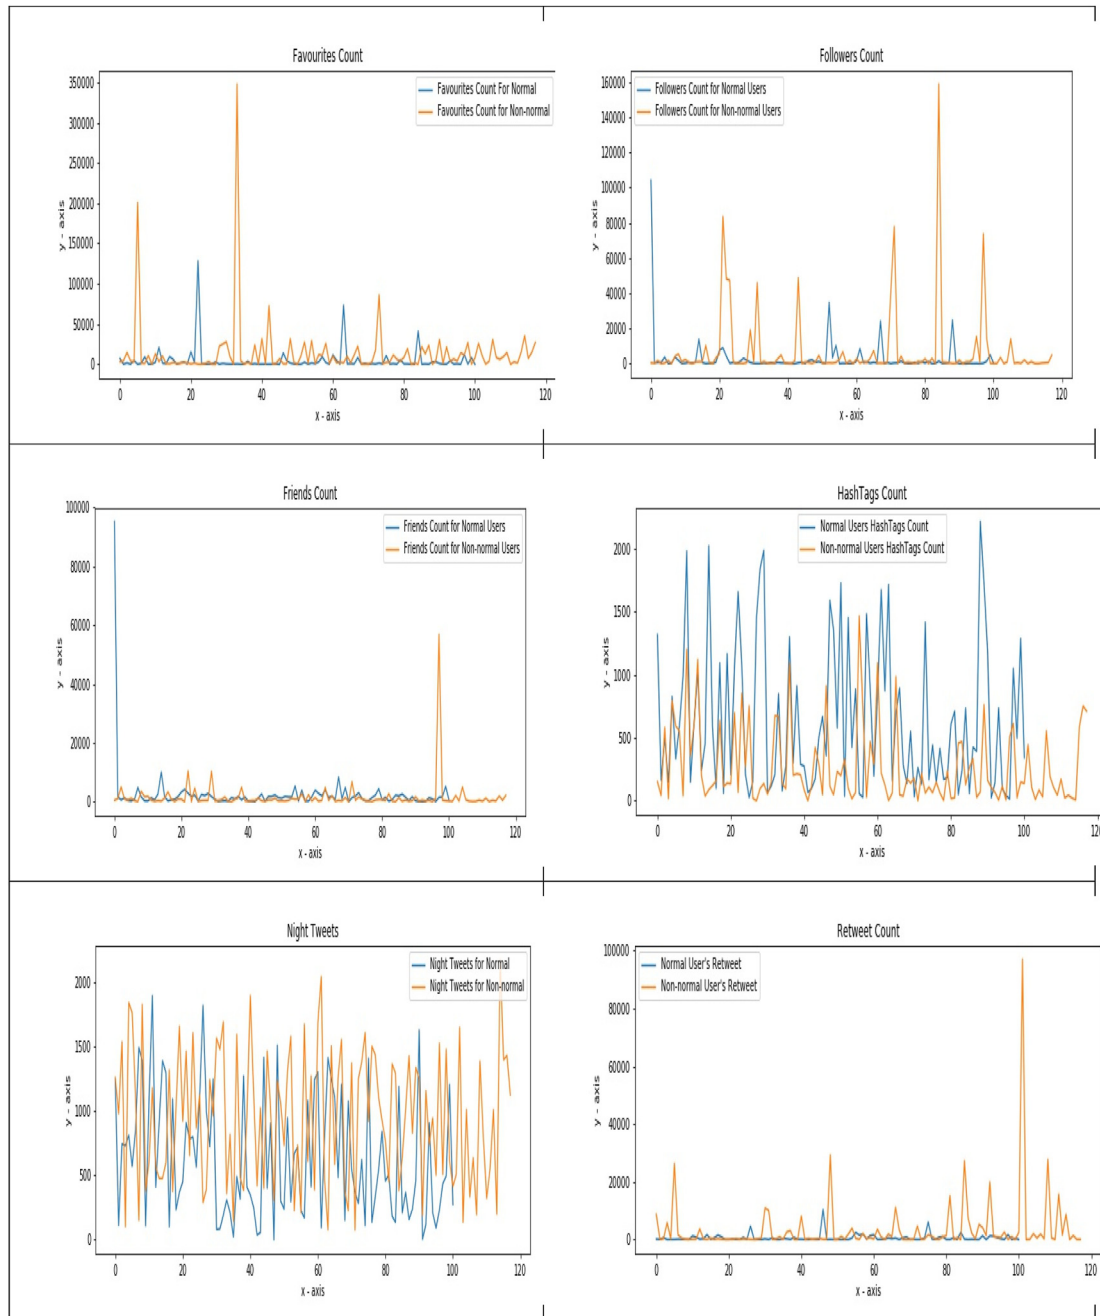 Favourites Count
Favourites Count For Normal
Favourites Count for Non-normal
350000
300000
250000
200000
150000
100000
50000
0
y - axis
0 20 40 60 80 100 120
x - axis
Followers Count
Followers Count for Normal Users
Followers Count for Non-normal Users
160000
140000
120000
100000
80000
60000
40000
20000
0
y - axis
0 20 40 60 80 100 120
x - axis
Friends Count
Friends Count for Normal Users
Friends Count for Non-normal Users
100000
80000
60000
40000
20000
0
y - axis
0 20 40 60 80 100 120
x - axis
HashTags Count
Normal Users HashTags Count
Non-normal Users HashTags Count
2000
1500
1000
500
0
y - axis
0 20 40 60 80 100 120
x - axis
Night Tweets
Night Tweets for Normal
Night Tweets for Non-normal
2000
1500
1000
500
0
y - axis
0 20 40 60 80 100 120
x - axis
Retweet Count
Normal User's Retweet
Non-normal User's Retweet
100000
80000
60000
40000
20000
0
y - axis
0 20 40 60 80 100 120
x - axis